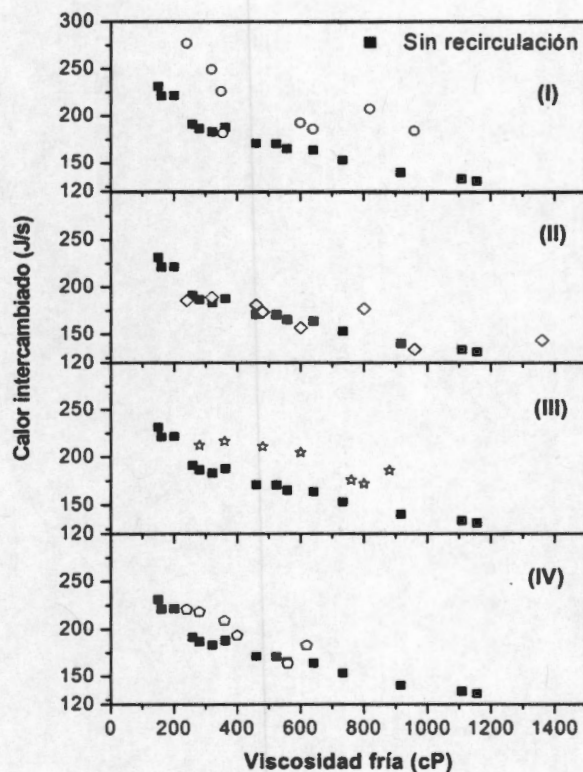 300
■ Sin recirculación
250
(I)
200
150
120
250
(II)
200
150
120
250
(III)
200
150
120
250
(IV)
200
150
120
0 200 400 600 800 1000 1200 1400
Viscosidad fría (cP)
Calor intercambiado (J/s)